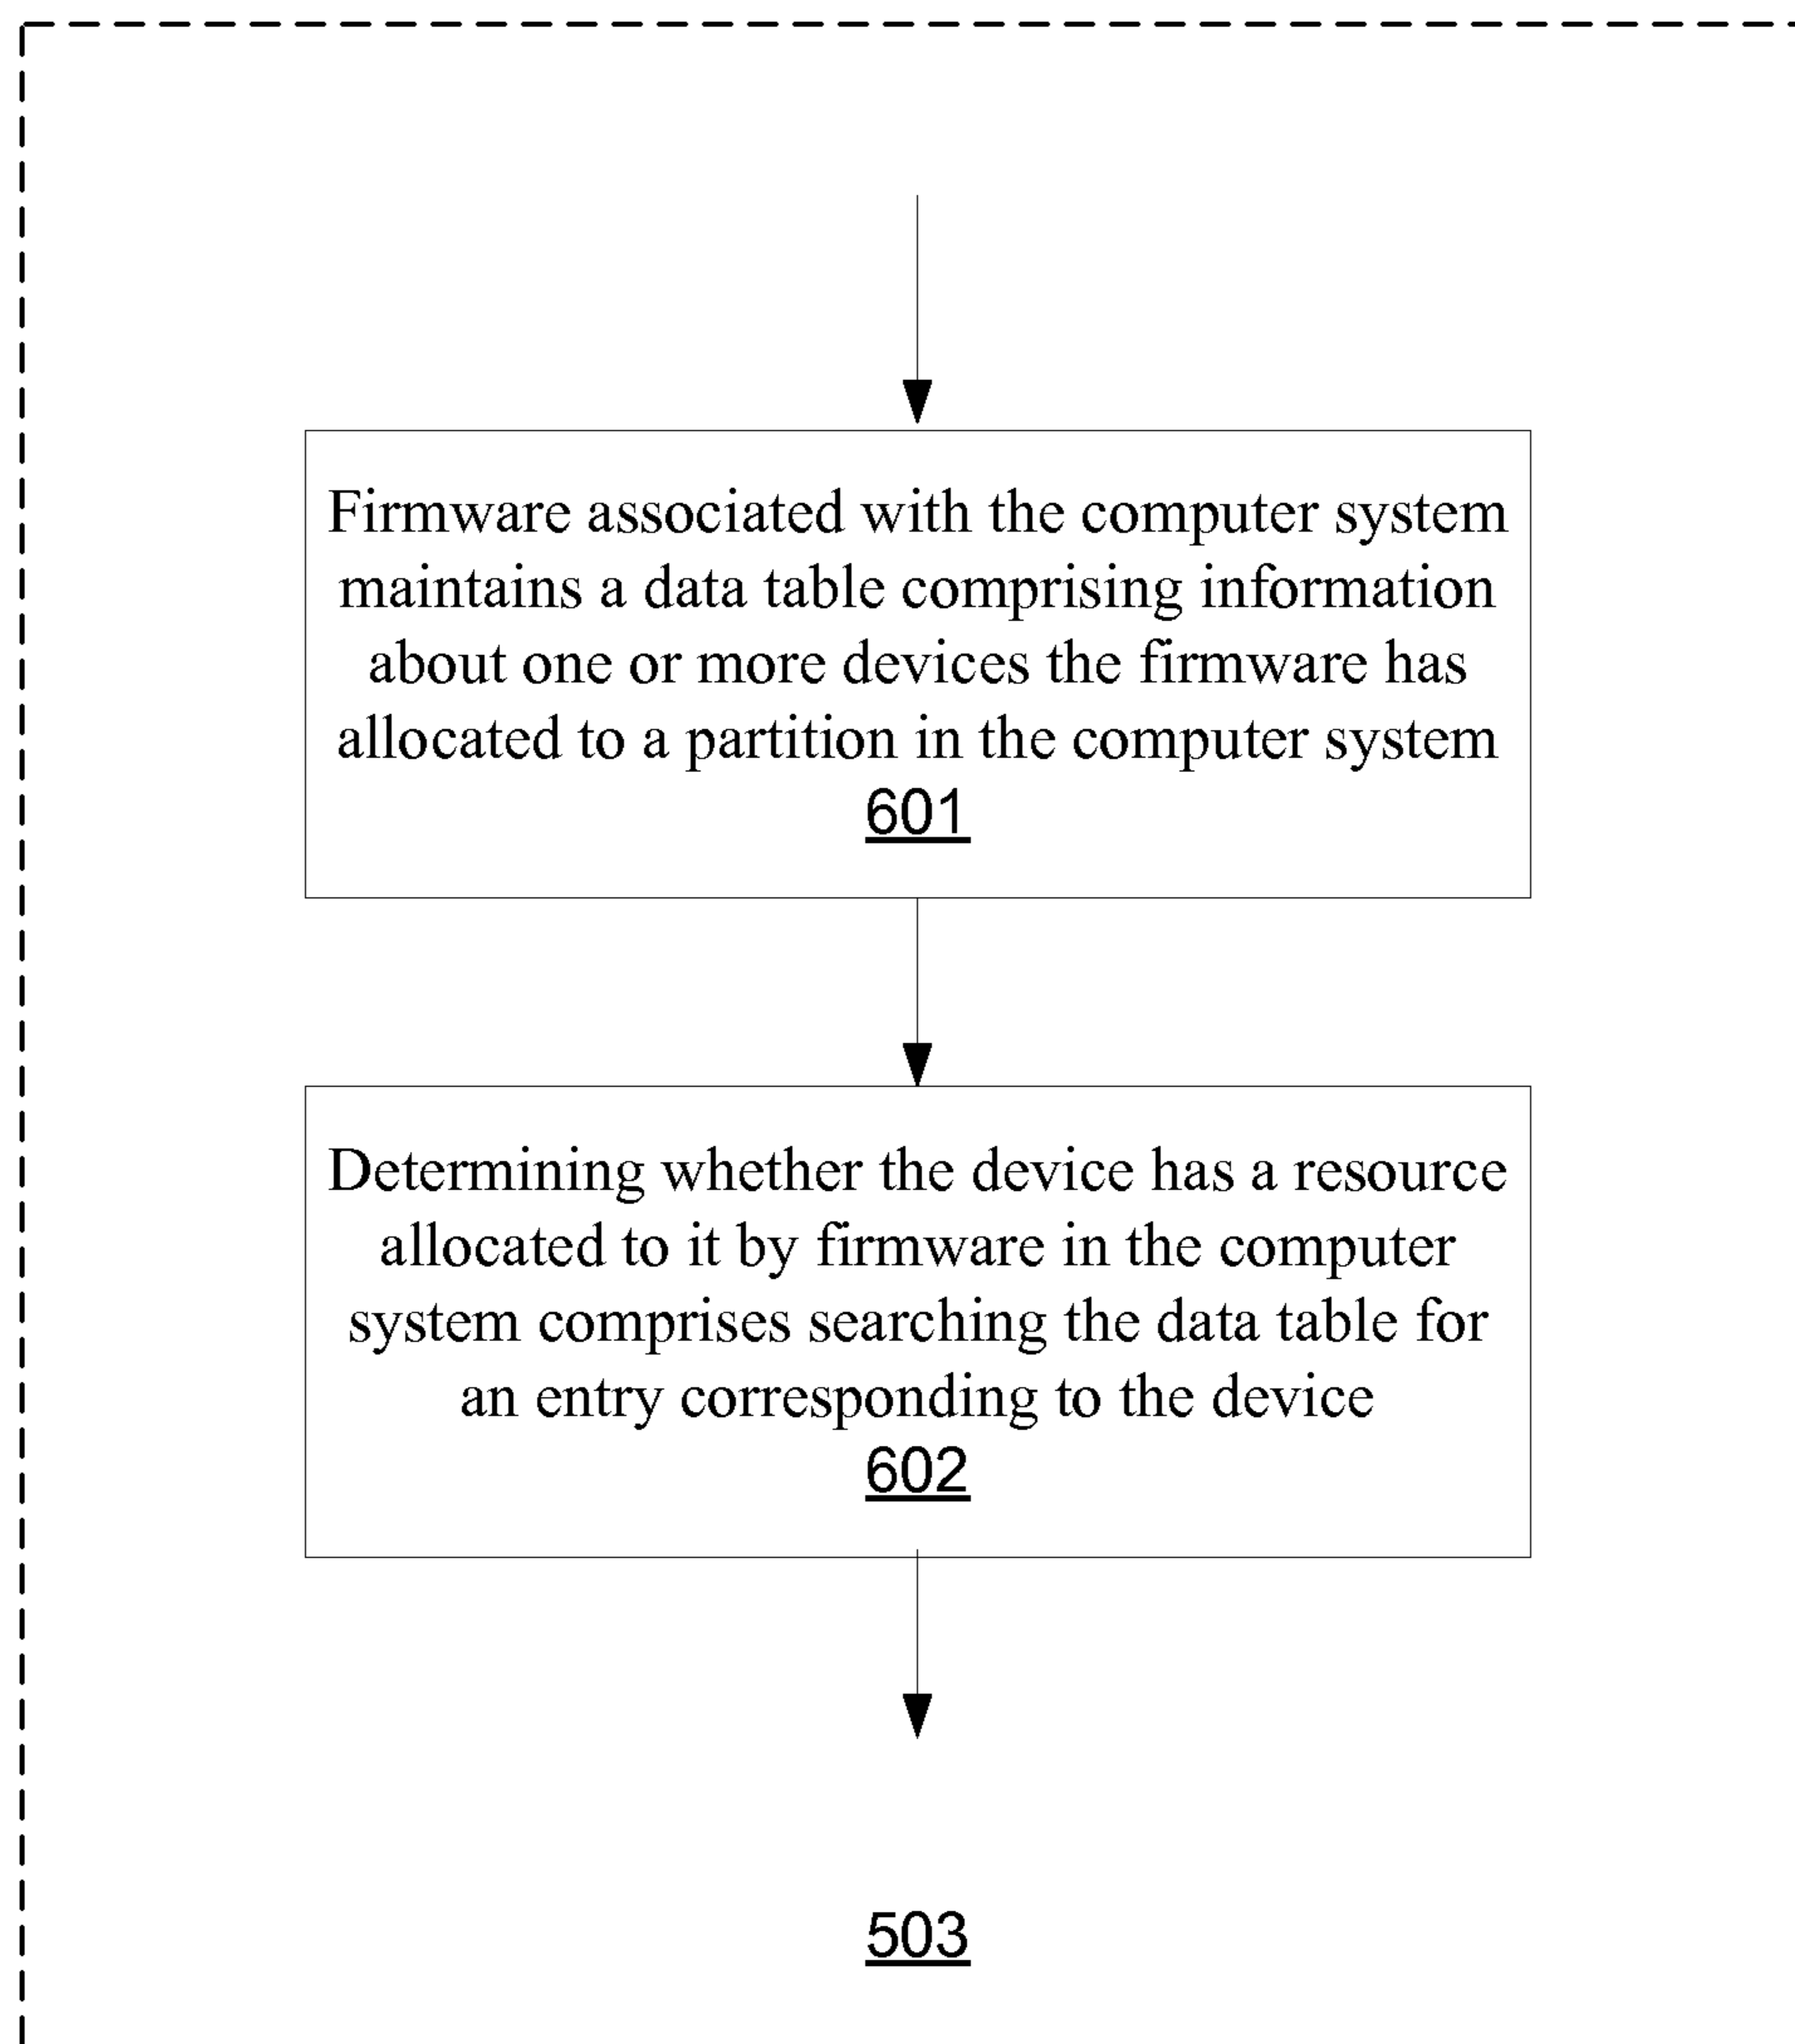 Firmware associated with the computer system
maintains a data table comprising information
about one or more devices the firmware has
allocated to a partition in the computer system
601
Determining whether the device has a resource
allocated to it by firmware in the computer
system comprises searching the data table for
an entry corresponding to the device
602
503